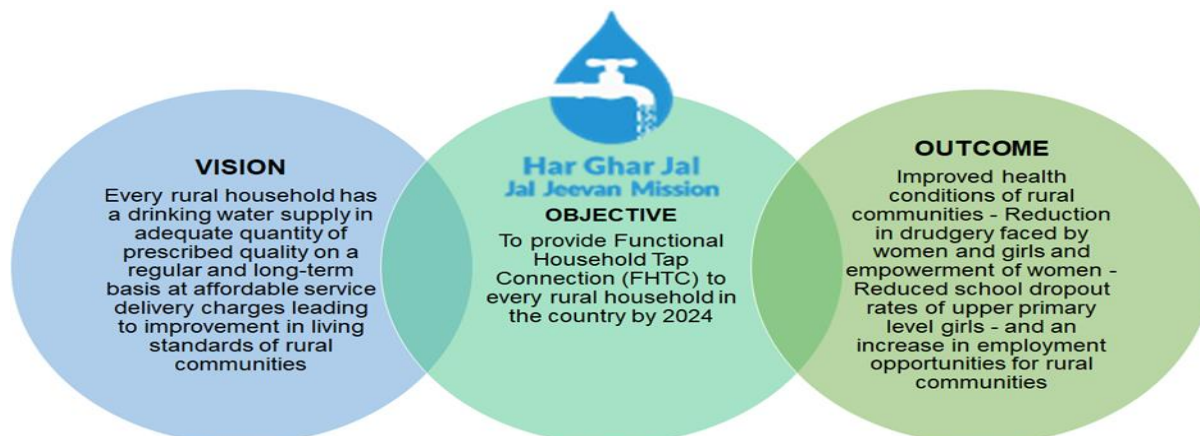 VISION
Every rural household has
a drinking water supply in
adequate quantity of
prescribed quality on a
regular and long-term
basis at affordable service
delivery charges leading
to improvement in living
standards of rural
communities
Har Ghar Jal
Jal Jeevan Mission
OBJECTIVE
To provide Functional
Household Tap
Connection (FHTC) to
every rural household in
the country by 2024
OUTCOME
Improved health
conditions of rural
communities - Reduction
in drudgery faced by
women and girls and
empowerment of women -
Reduced school dropout
rates of upper primary
level girls - and an
increase in employment
opportunities for rural
communities